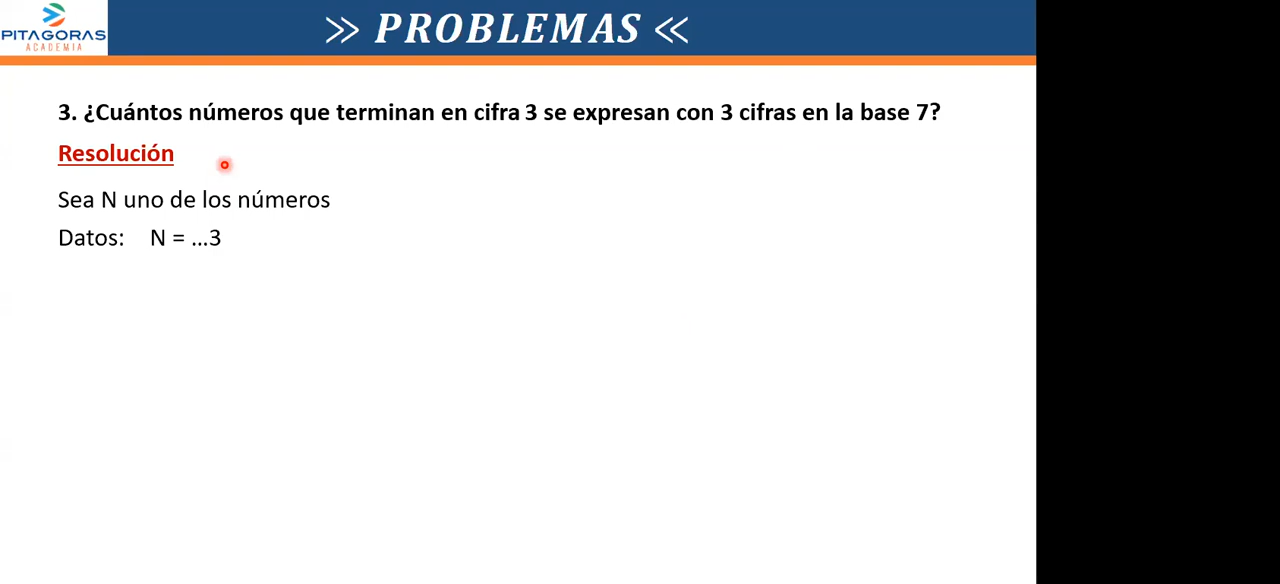 PITAGORAS
ACADEMIA
>> PROBLEMAS <<
3. ¿Cuántos números que terminan en cifra 3 se expresan con 3 cifras en la base 7?
Resolución
Sea N uno de los números
Datos: N = ...3